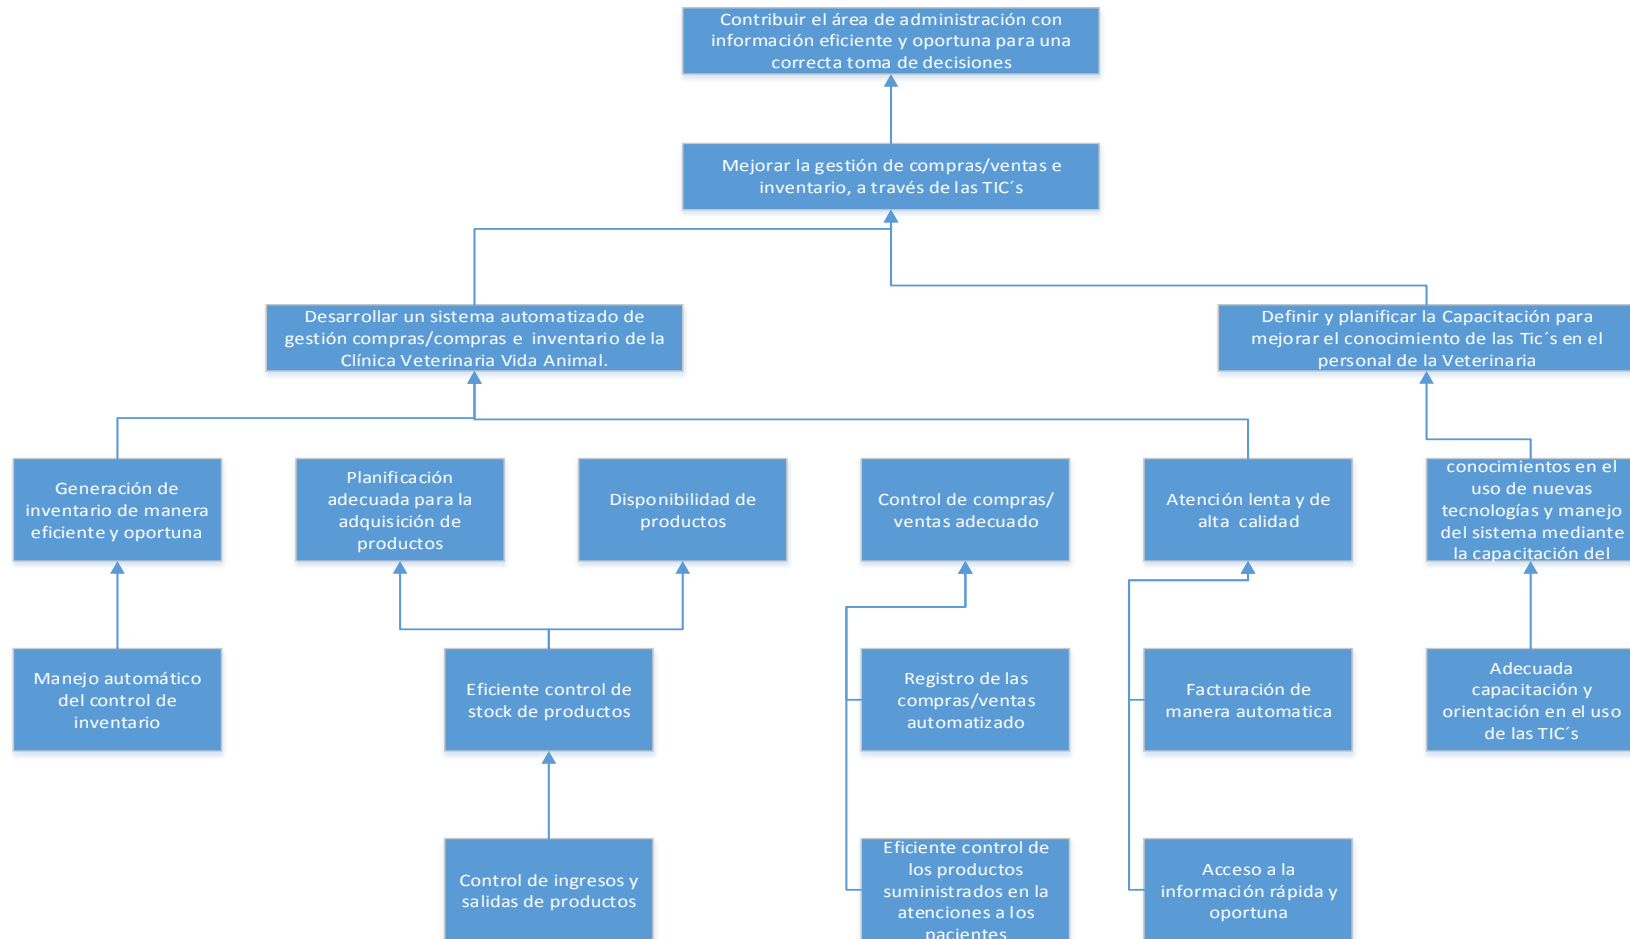 Contribuir el área de administración con
información eficiente y oportuna para una
correcta toma de decisiones
Mejorar la gestión de compras/ventas e
inventario, a través de las TIC´s
Desarrollar un sistema automatizado de
gestión compras/compras e inventario de la
Clínica Veterinaria Vida Animal.
Definir y planificar la Capacitación para
mejorar el conocimiento de las Tic´s en el
personal de la Veterinaria
Generación de
inventario de manera
eficiente y oportuna
Planificación
adecuada para la
adquisición de
productos
Disponibilidad de
productos
Control de compras/
ventas adecuado
Atención lenta y de
alta calidad
conocimientos en el
uso de nuevas
tecnologías y manejo
del sistema mediante
la capacitación del
Manejo automático
del control de
inventario
Eficiente control de
stock de productos
Registro de las
compras/ventas
automatizado
Facturación de
manera automatica
Adecuada
capacitación y
orientación en el uso
de las TIC´s
Control de ingresos y
salidas de productos
Eficiente control de
los productos
suministrados en la
atenciones a los
pacientes
Acceso a la
información rápida y
oportuna